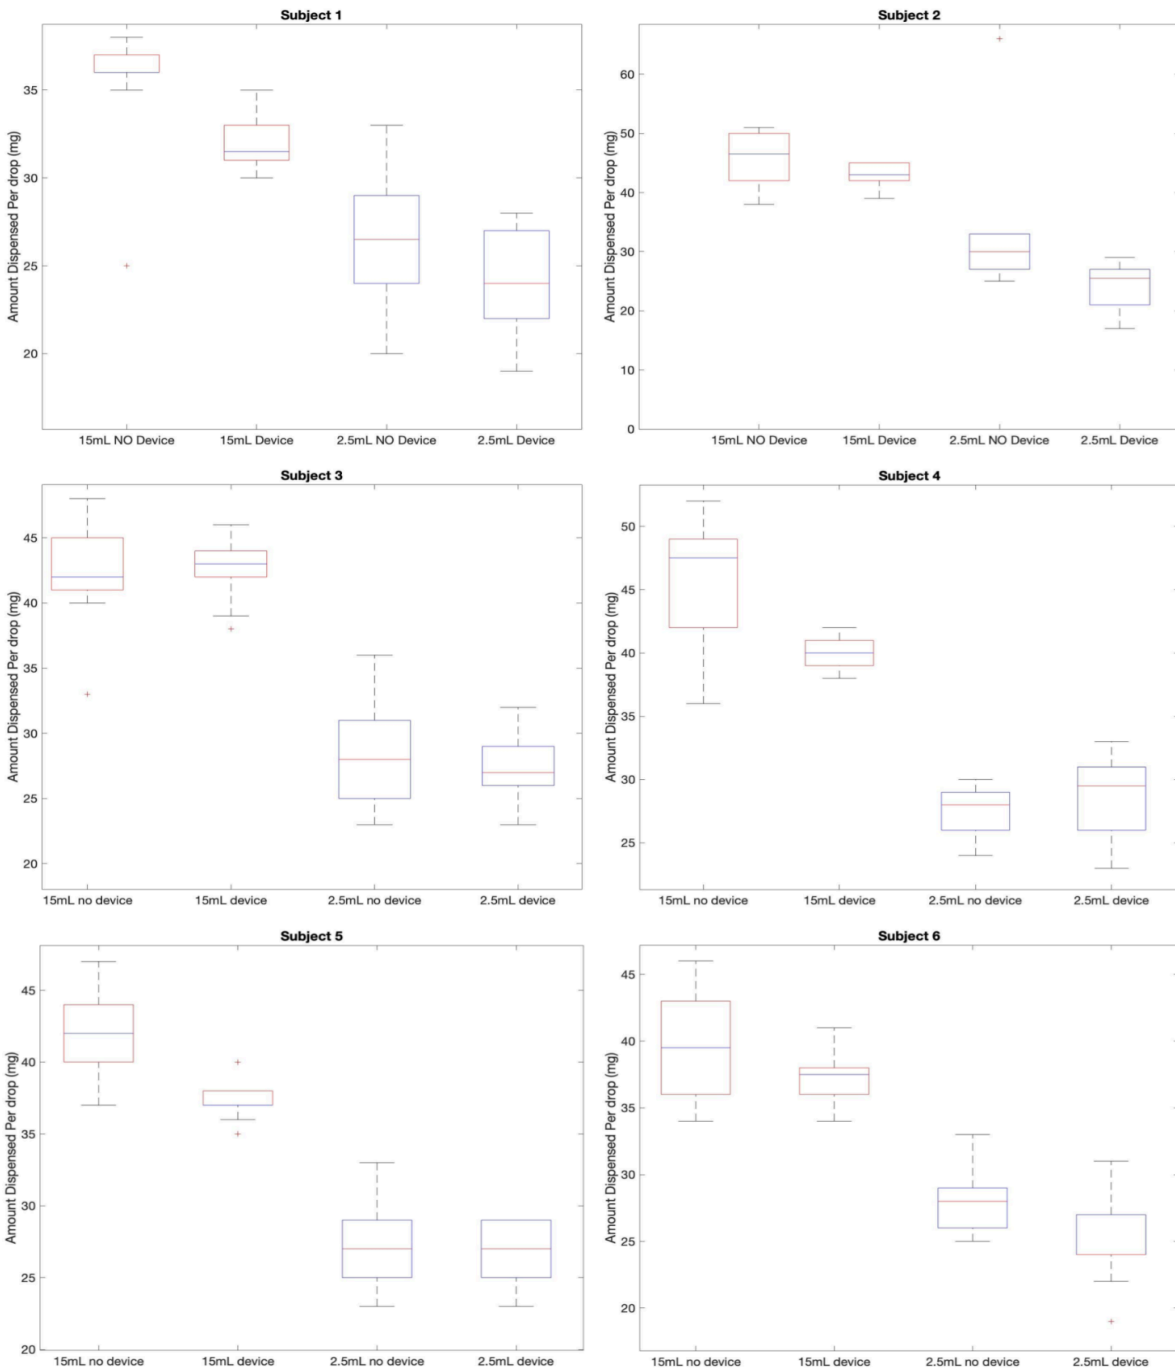 Subject 1
Amount Dispensed Per drop (mg)
35
30
25
20
15mL NO Device 15mL Device 2.5mL NO Device 2.5mL Device
Subject 2
Amount Dispensed Per drop (mg)
60
50
40
30
20
10
0
15mL NO Device 15mL Device 2.5mL NO Device 2.5mL Device
Subject 3
Amount Dispensed Per drop (mg)
45
40
35
30
25
20
15mL no device 15mL device 2.5mL no device 2.5mL device
Subject 4
Amount Dispensed Per drop (mg)
50
45
40
35
30
25
15mL no device 15mL device 2.5mL no device 2.5mL device
Subject 5
Amount Dispensed Per drop (mg)
45
40
35
30
25
20
15mL no device 15mL device 2.5mL no device 2.5mL device
Subject 6
Amount Dispensed Per drop (mg)
45
40
35
30
25
20
15mL no device 15mL device 2.5mL no device 2.5mL device